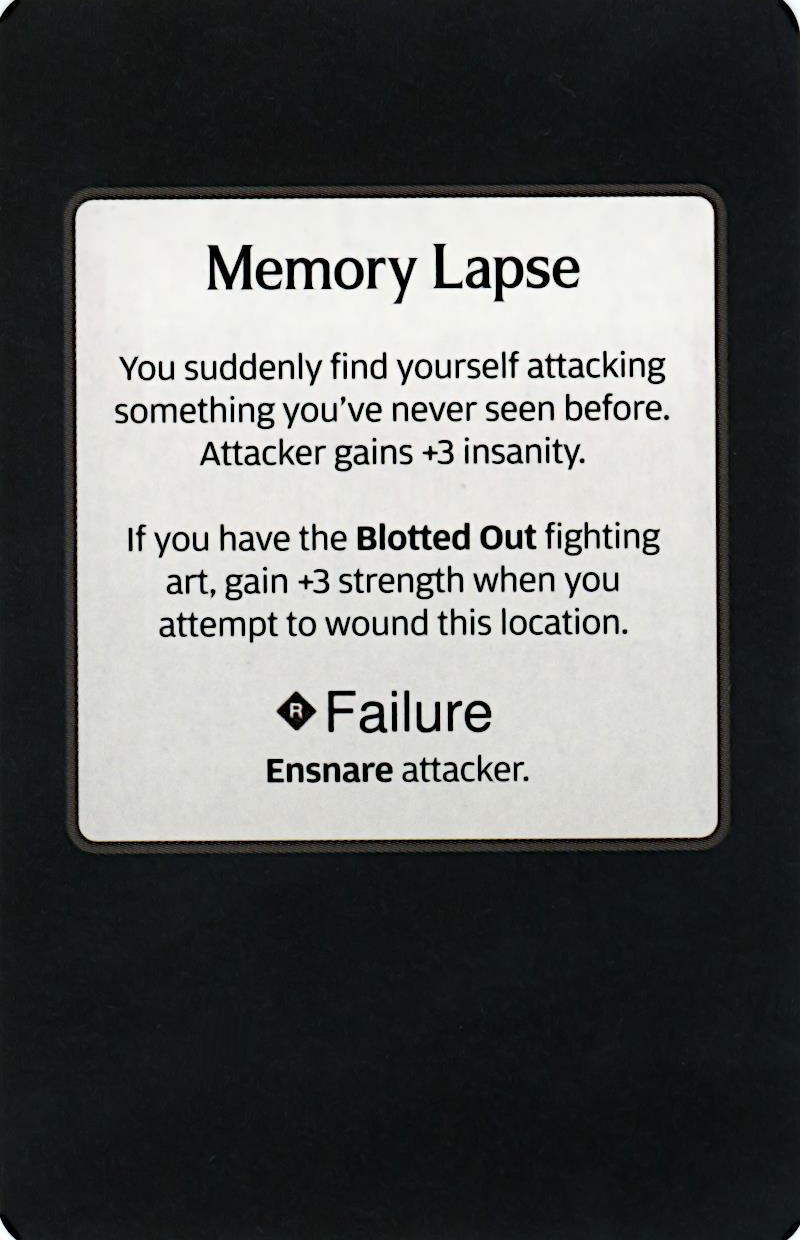 Memory Lapse
You suddenly find yourself attacking
something you've never seen before.
Attacker gains +3 insanity.
If you have the Blotted Out fighting
art, gain +3 strength when you
attempt to wound this location.
R Failure
Ensnare attacker.